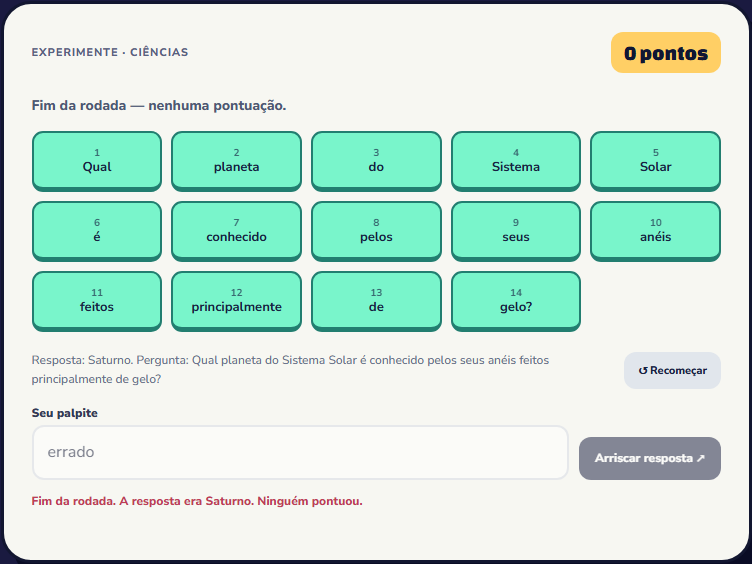 EXPERIMENTE · CIÊNCIAS
0 pontos
Fim da rodada — nenhuma pontuação.
1 2 3 4 5
Qual planeta do Sistema Solar
6 7 8 9 10
é conhecido pelos seus anéis
11 12 13 14
feitos principalmente de gelo?
Resposta: Saturno. Pergunta: Qual planeta do Sistema Solar é conhecido pelos seus anéis feitos
principalmente de gelo?
↺ Recomeçar
Seu palpite
errado
Arriscar resposta ↗
Fim da rodada. A resposta era Saturno. Ninguém pontuou.